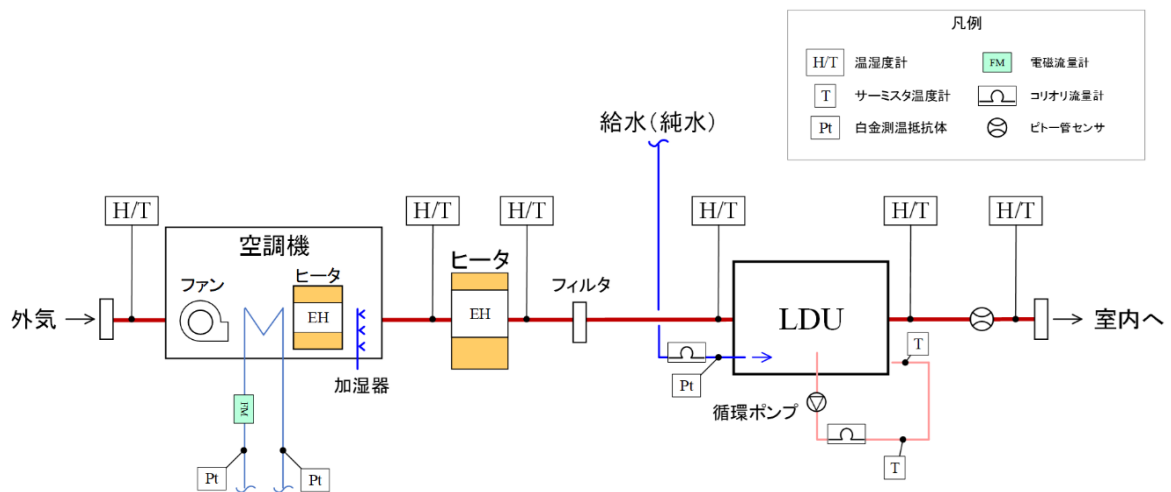 凡例
H/T 温湿度計
FM 電磁流量計
T サーミスタ温度計
コリオリ流量計
Pt 白金測温抵抗体
ピトー管センサ
給水(純水)
H/T
H/T
H/T
H/T
H/T
H/T
空調機
ファン
ヒータ
EH
加湿器
ヒータ
EH
フィルタ
外気
LDU
室内へ
Pt
T
循環ポンプ
T
FM
Pt
Pt